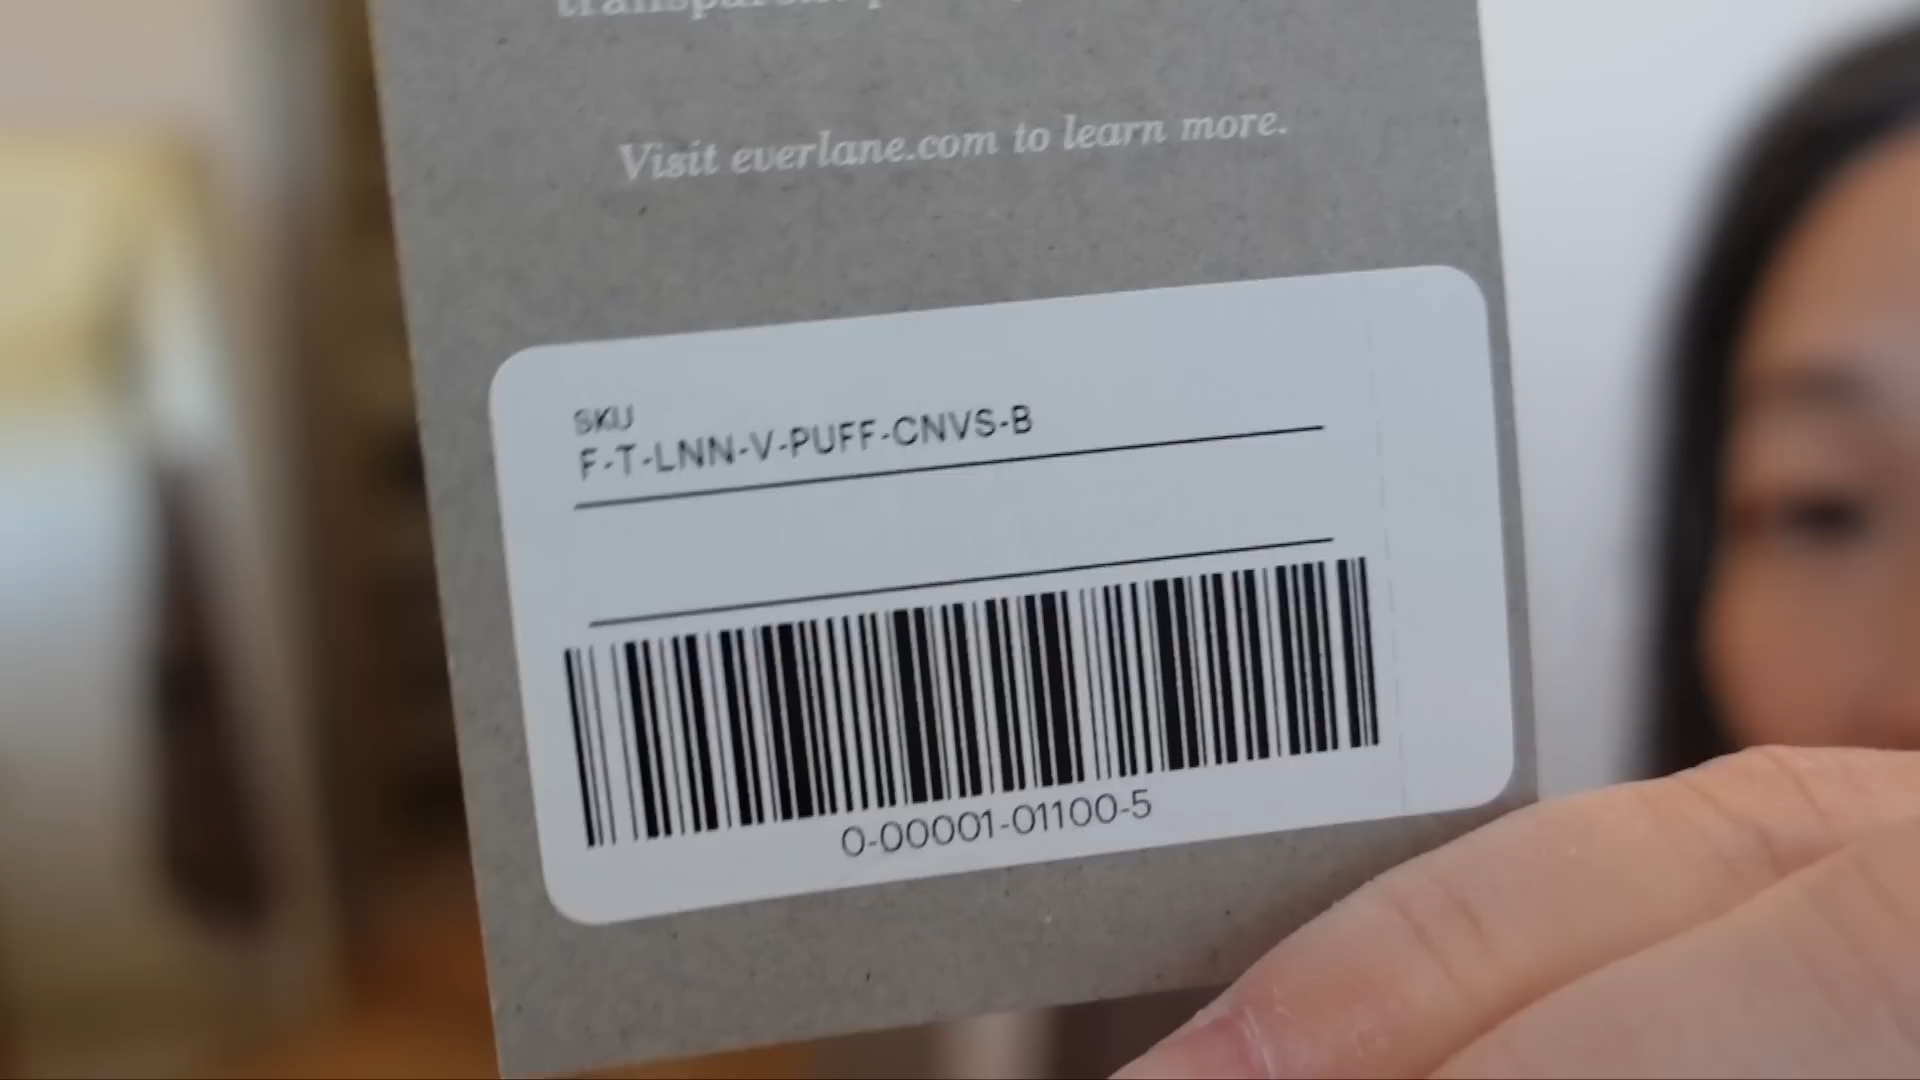 Visit everlane.com to learn more.
SKU
F-T-LNN-V-PUFF-CNVS-B
0-00001-01100-5